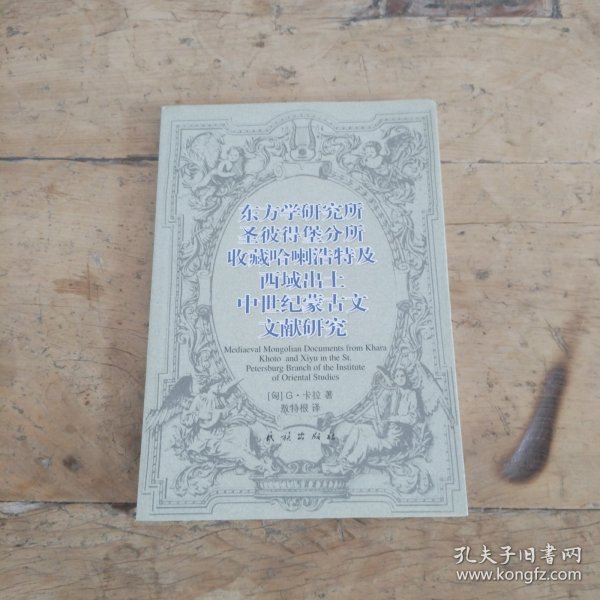 东方学研究所
圣彼得堡分所
收藏哈喇浩特及
西域出土
中世纪蒙古文
文献研究
Mediaeval Mongolian Documents from Khara
Khoto and Xiyu in the St.
Petersburg Branch of the Institute
of Oriental Studies
[匈] G·卡拉 著
敖特根 译
民族出版社
孔夫子旧书网
www.kongfz.com